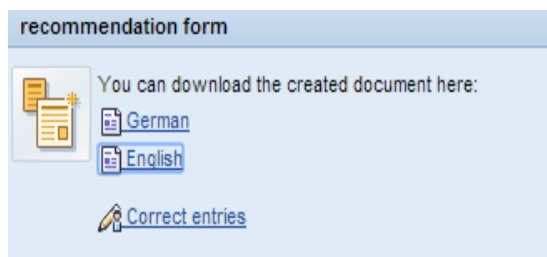 recommendation form
You can download the created document here:
German
English
Correct entries